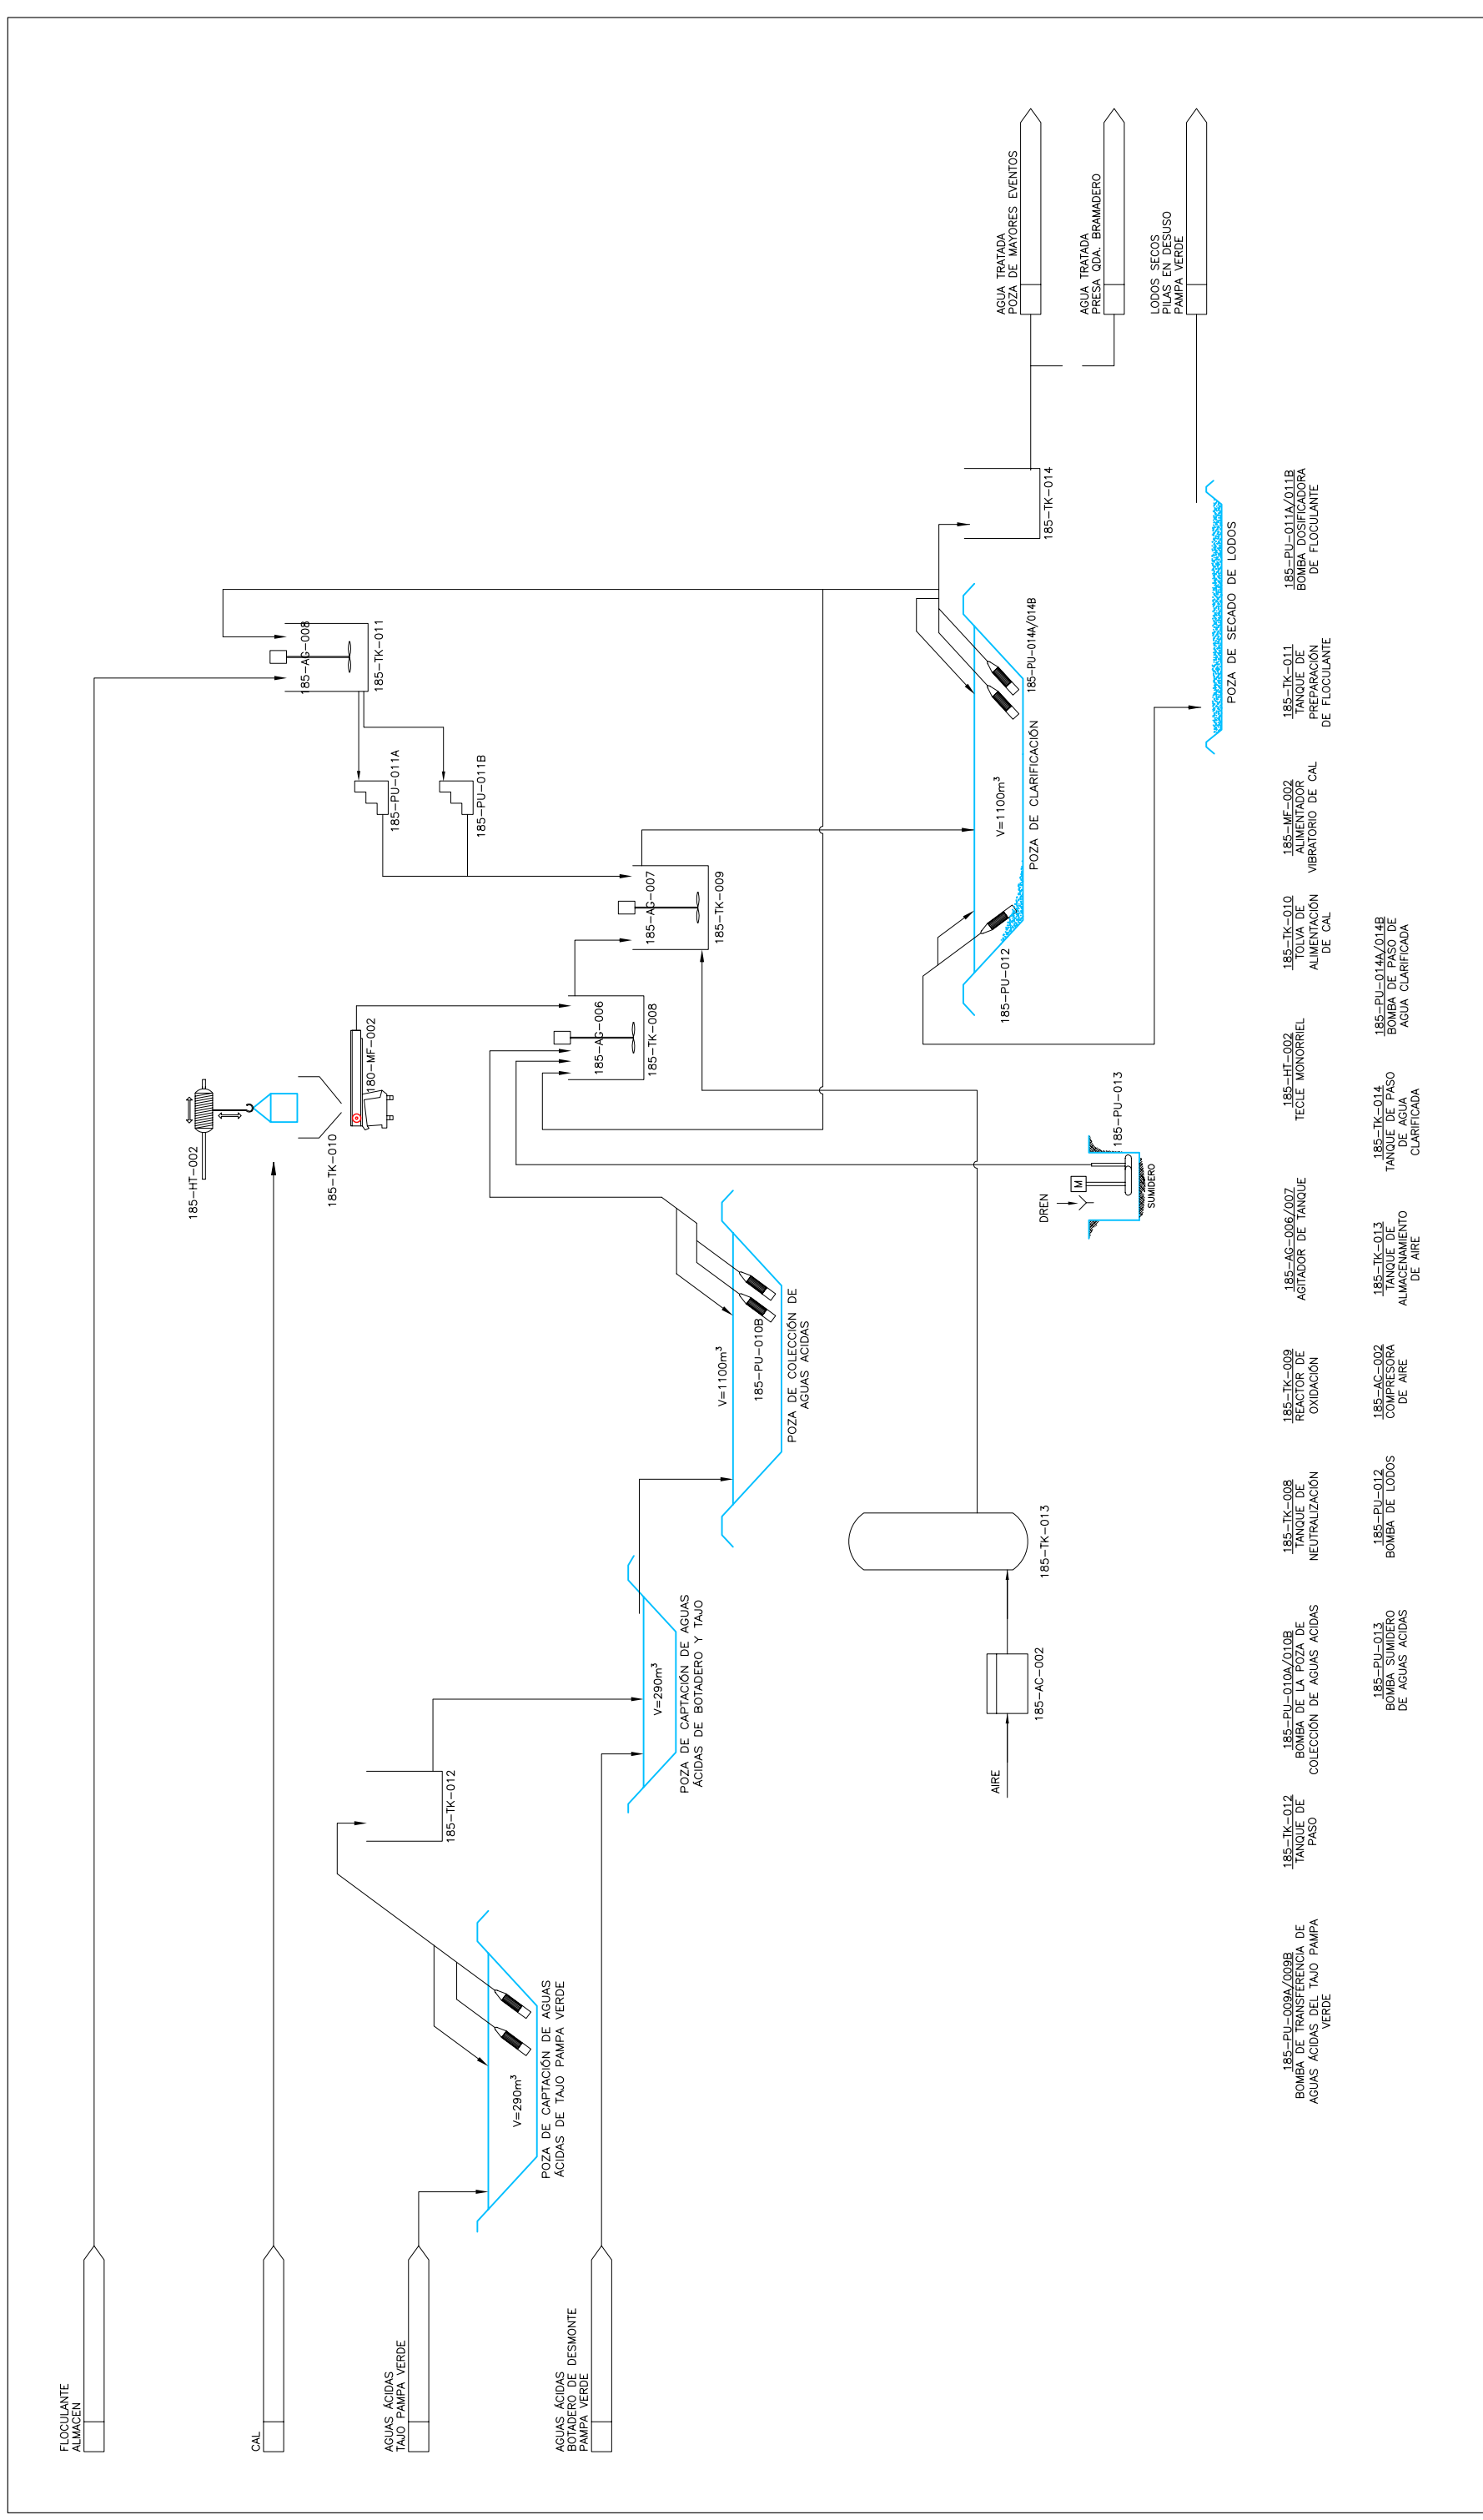 FLOCULANTE
ALMACEN
CAL
AGUAS ÁCIDAS
TAJO PAMPA VERDE
AGUAS ÁCIDAS
BOTADERO DE DESMONTE
PAMPA VERDE
V=290m³
POZA DE CAPTACIÓN DE AGUAS
ÁCIDAS DE TAJO PAMPA VERDE
185-TK-012
V=290m³
POZA DE CAPTACIÓN DE AGUAS
ÁCIDAS DE BOTADERO Y TAJO
AIRE
185-AC-002
185-TK-013
V=1100m³
185-PU-010B
POZA DE COLECCIÓN DE
AGUAS ACIDAS
185-HT-002
185-TK-010
180-MF-002
DREN
M
SUMIDERO
185-PU-013
185-AG-006
185-TK-008
185-AG-007
185-TK-009
185-PU-011A
185-PU-011B
185-AG-008
185-TK-011
185-PU-012
V=1100m³
POZA DE CLARIFICACIÓN
185-PU-014A/014B
185-TK-014
POZA DE SECADO DE LODOS
AGUA TRATADA
POZA DE MAYORES EVENTOS
AGUA TRATADA
PRESA QDA. BRAMADERO
LODOS SECOS
PILAS EN DESUSO
PAMPA VERDE
185-PU-009A/009B
BOMBA DE TRANSFERENCIA DE
AGUAS ÁCIDAS DEL TAJO PAMPA
VERDE
185-TK-012
TANQUE DE
PASO
185-PU-010A/010B
BOMBA DE LA POZA DE
COLECCIÓN DE AGUAS ACIDAS
185-TK-008
TANQUE DE
NEUTRALIZACIÓN
185-TK-009
REACTOR DE
OXIDACIÓN
185-AG-006/007
AGITADOR DE TANQUE
185-HT-002
TECLE MONORRIEL
185-TK-010
TOLVA DE
ALIMENTACIÓN
DE CAL
185-MF-002
ALIMENTADOR
VIBRATORIO DE CAL
185-TK-011
TANQUE DE
PREPARACIÓN
DE FLOCULANTE
185-PU-011A/011B
BOMBA DOSIFICADORA
DE FLOCULANTE
185-PU-013
BOMBA SUMIDERO
DE AGUAS ACIDAS
185-PU-012
BOMBA DE LODOS
185-AC-002
COMPRESORA
DE AIRE
185-TK-013
TANQUE DE
ALMACENAMIENTO
DE AIRE
185-TK-014
TANQUE DE PASO
DE AGUA
CLARIFICADA
185-PU-014A/014B
BOMBA DE PASO DE
AGUA CLARIFICADA